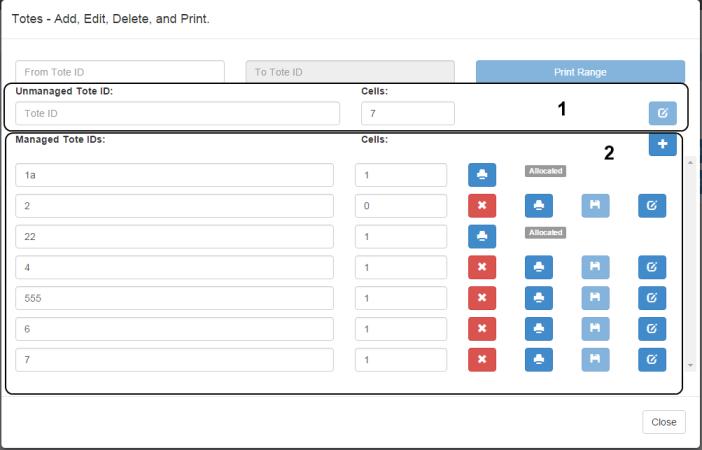 Totes - Add, Edit, Delete, and Print.
From Tote ID To Tote ID Print Range
Unmanaged Tote ID: Cells:
Tote ID 7 1
Managed Tote IDs: Cells: 2
1a 1 Allocated
2 0
22 1 Allocated
4 1
555 1
6 1
7 1
Close